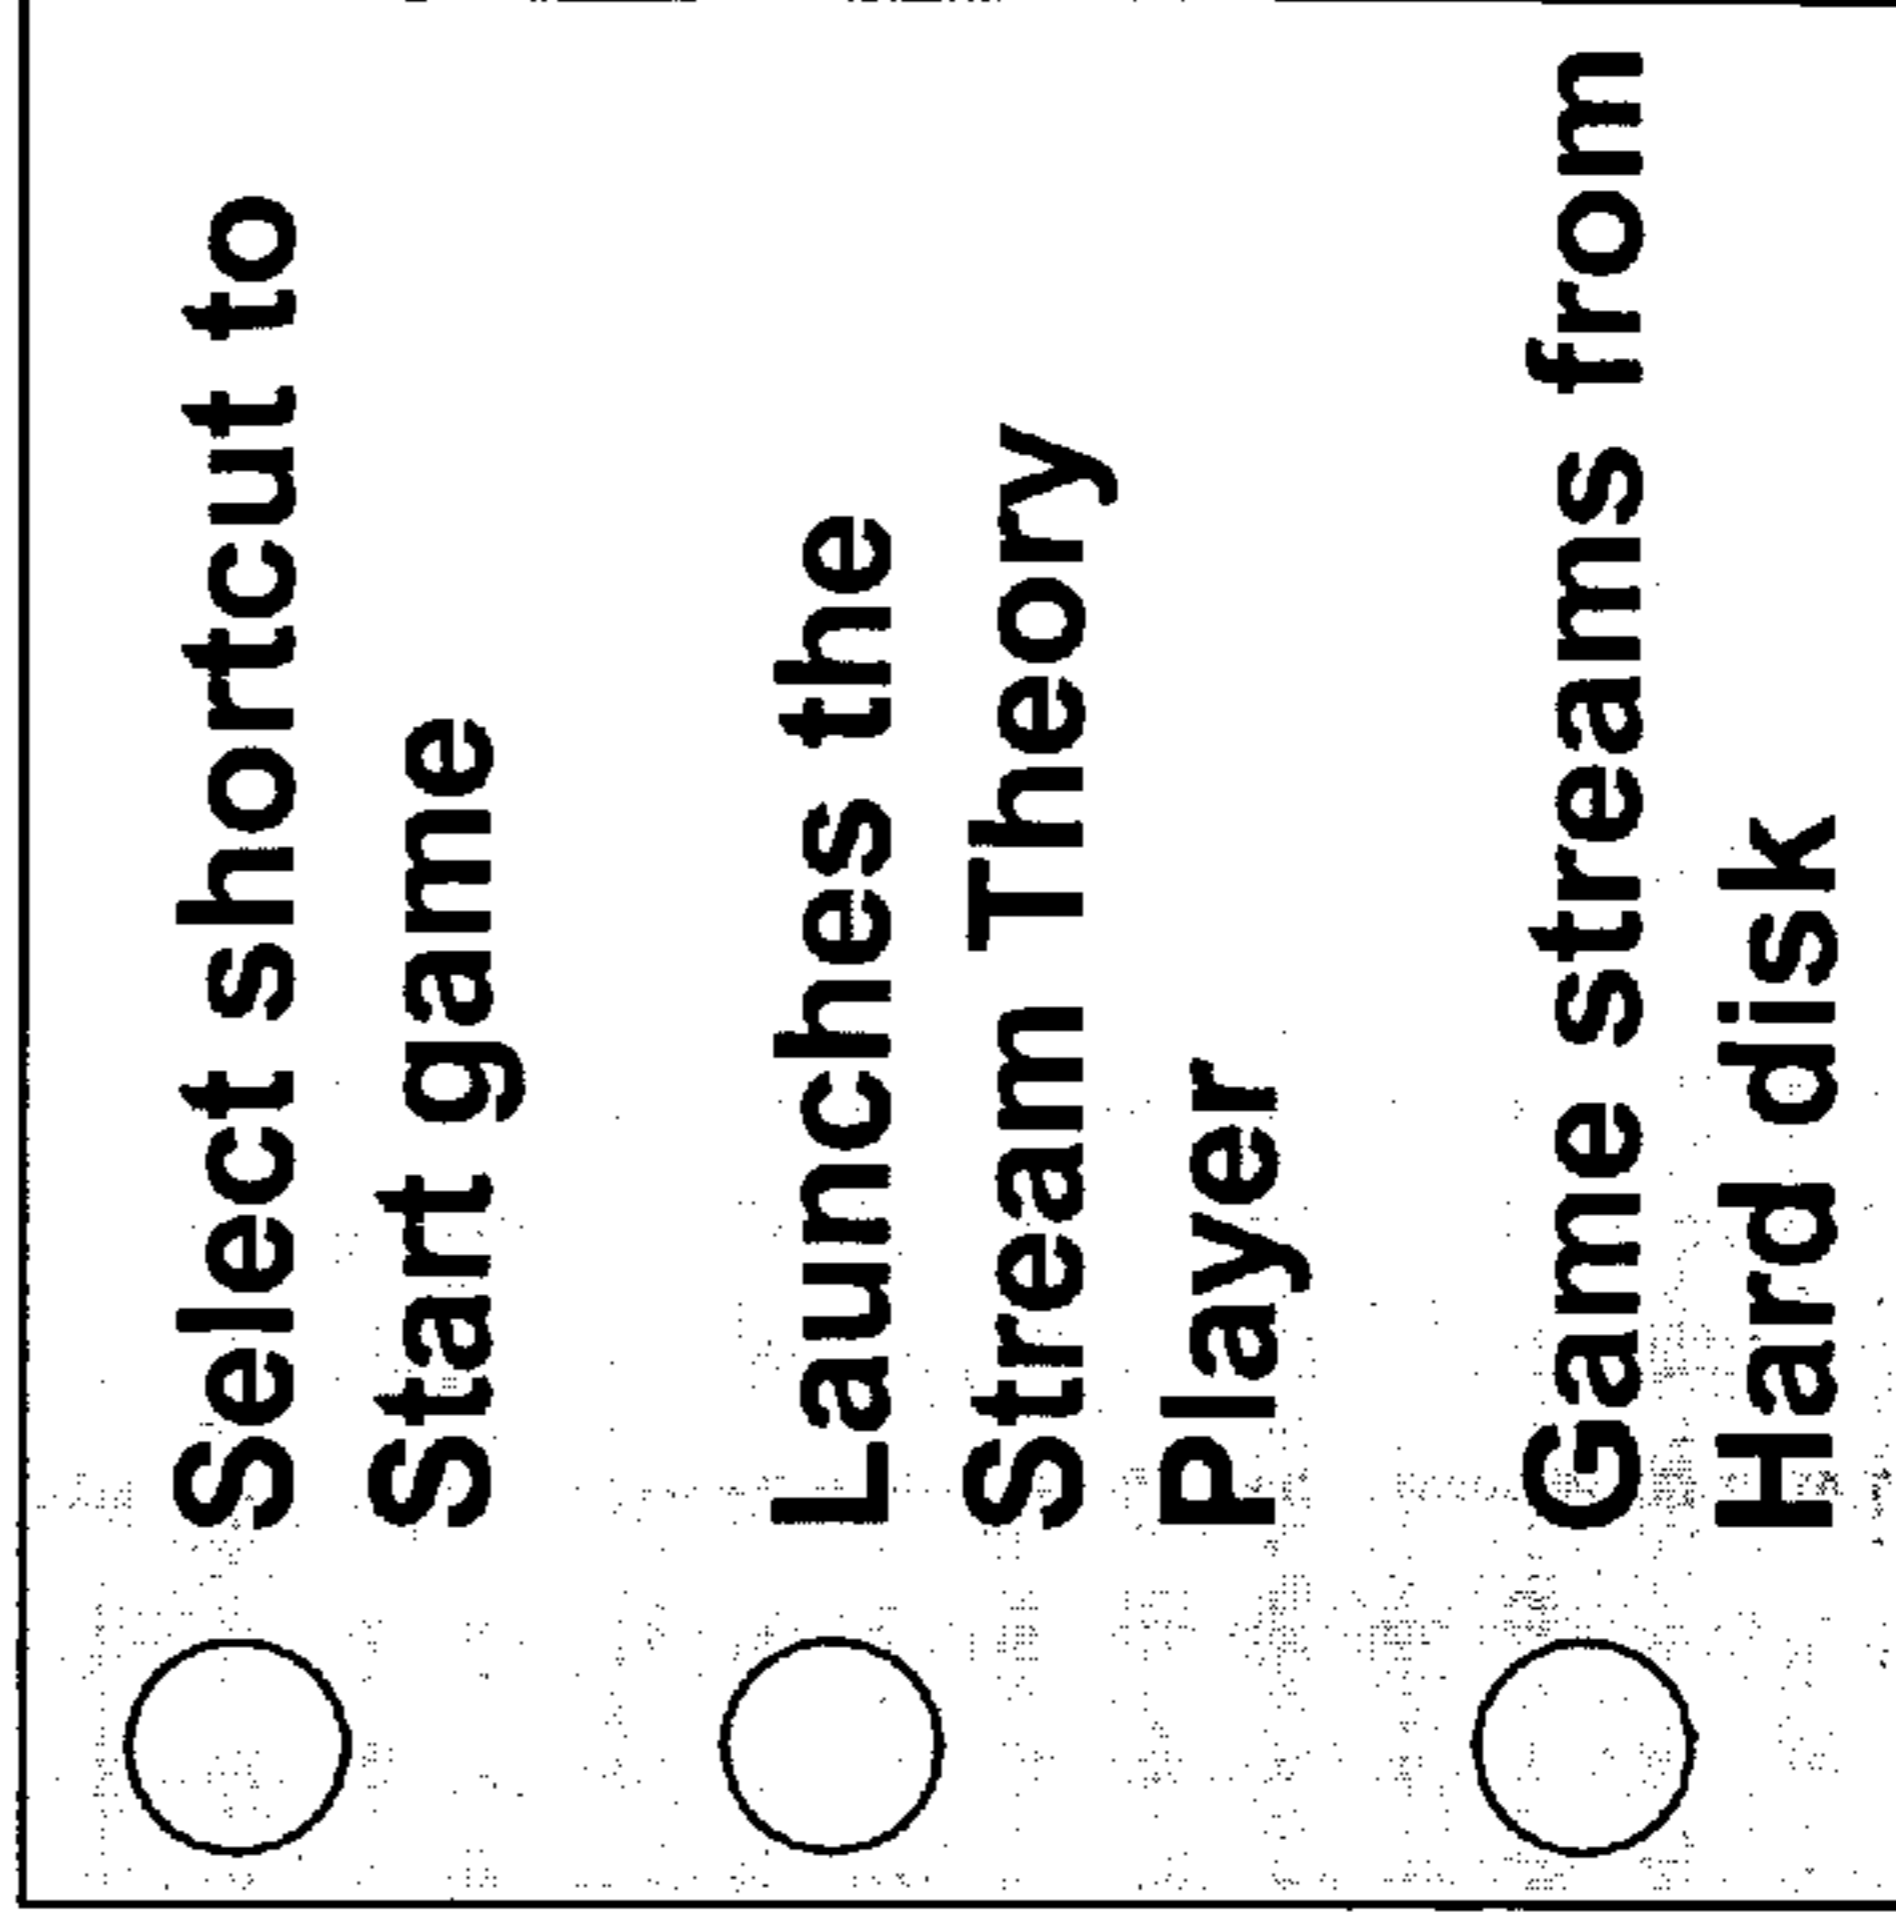 Select shortcut to
Start game
Launches the
Stream Theory
Player
Game streams from
Hard disk